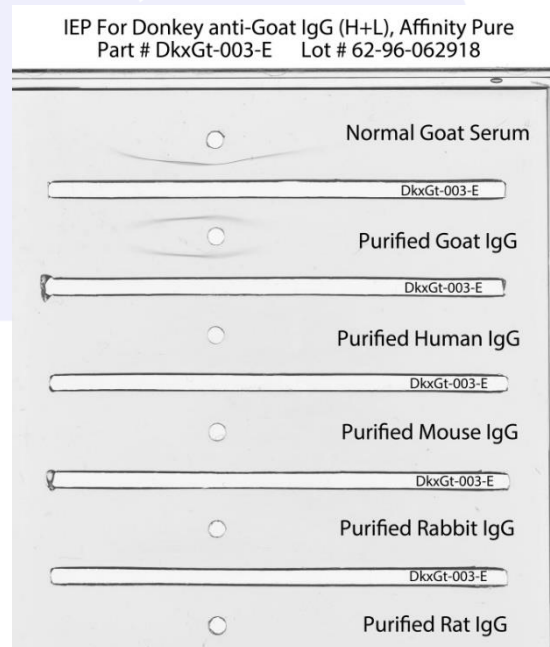 IEP For Donkey anti-Goat IgG (H+L), Affinity Pure
Part # DkxGt-003-E Lot # 62-96-062918
Normal Goat Serum
DkxGt-003-E
Purified Goat IgG
DkxGt-003-E
Purified Human IgG
DkxGt-003-E
Purified Mouse IgG
DkxGt-003-E
Purified Rabbit IgG
DkxGt-003-E
Purified Rat IgG